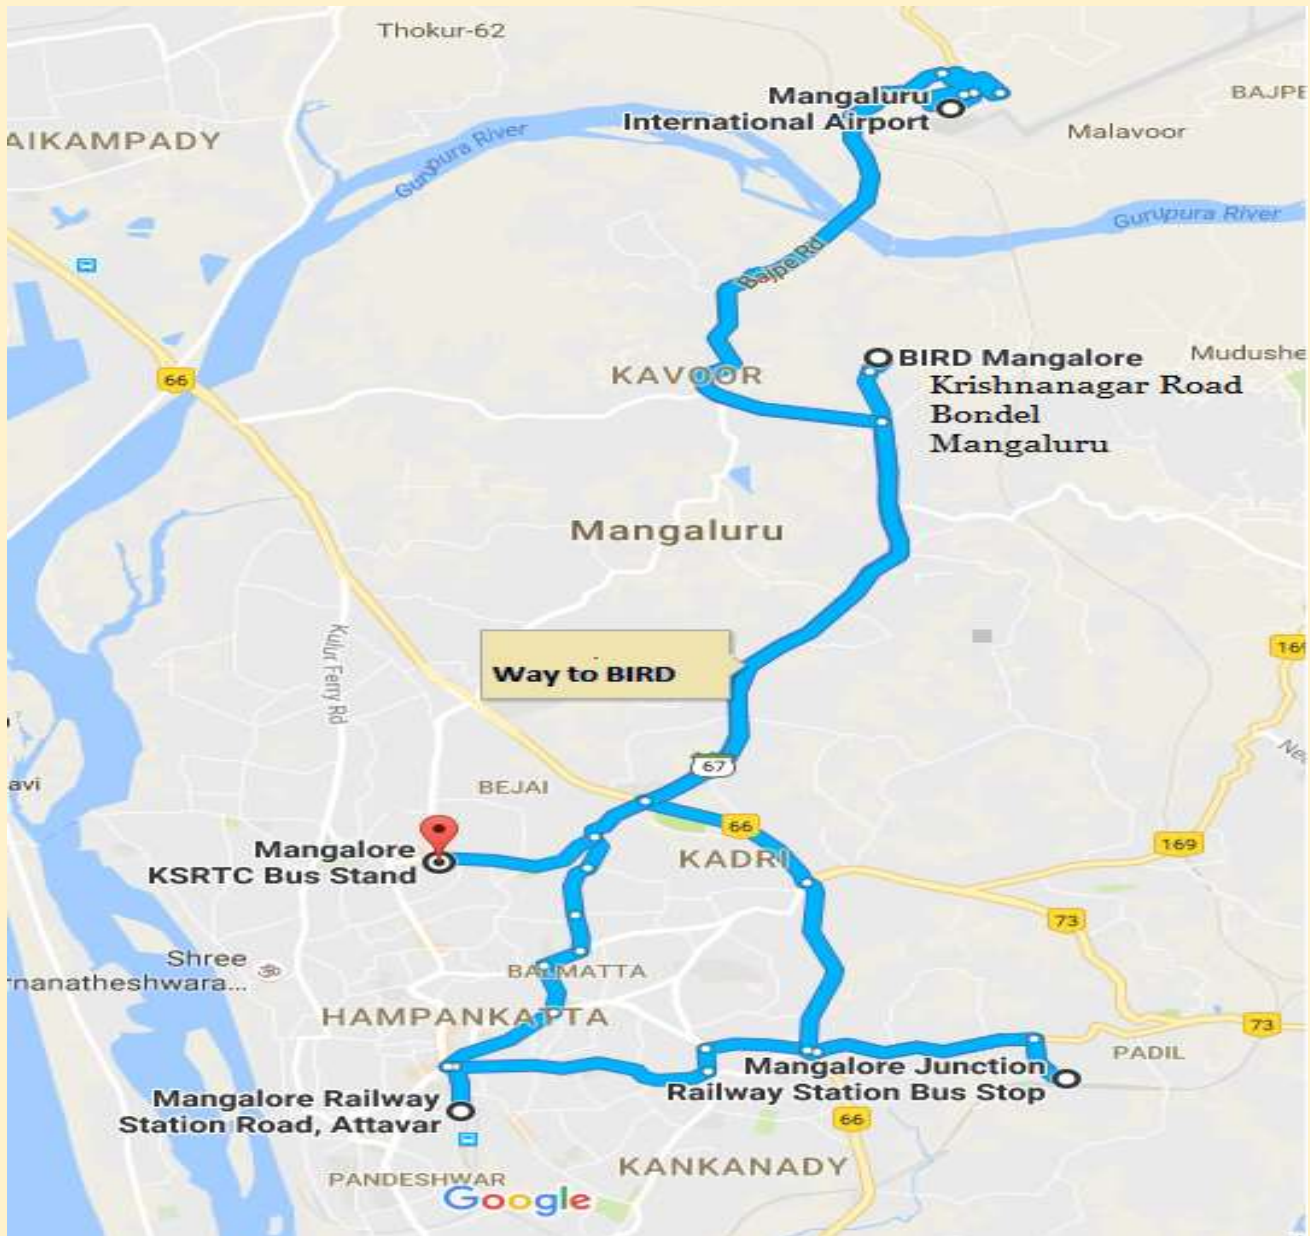 Thokur-62
Mangaluru
International Airport
BAJPE
AIKAMPADY
Malavoor
Gurupura River
Gurupura River
Bajpe Rd
BIRD Mangalore
Krishnanagar Road
Bondel
Mangaluru
Mudushe
KAVOOR
66
Mangaluru
Kulur Ferry Rd
Way to BIRD
169
Ne
67
avi
BEJAI
66
Mangalore
KSRTC Bus Stand
KADRI
169
73
Shree
rnanatheshwara...
BALMATTA
HAMPANKATTA
73
PADIL
Mangalore Junction
Railway Station Bus Stop
Mangalore Railway
Station Road, Attavar
66
KANKANADY
PANDESHWAR
Google